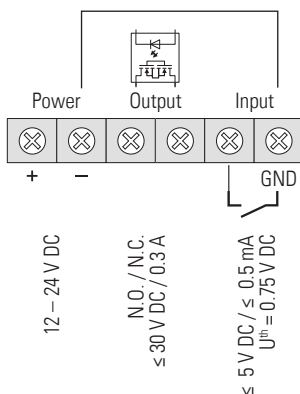 Power Output Input
+ – GND
12 – 24 V DC
N.O. / N.C.
≤ 30 V DC / 0.3 A
≤ 5 V DC / ≤ 0.5 mA
Uth = 0.75 V DC